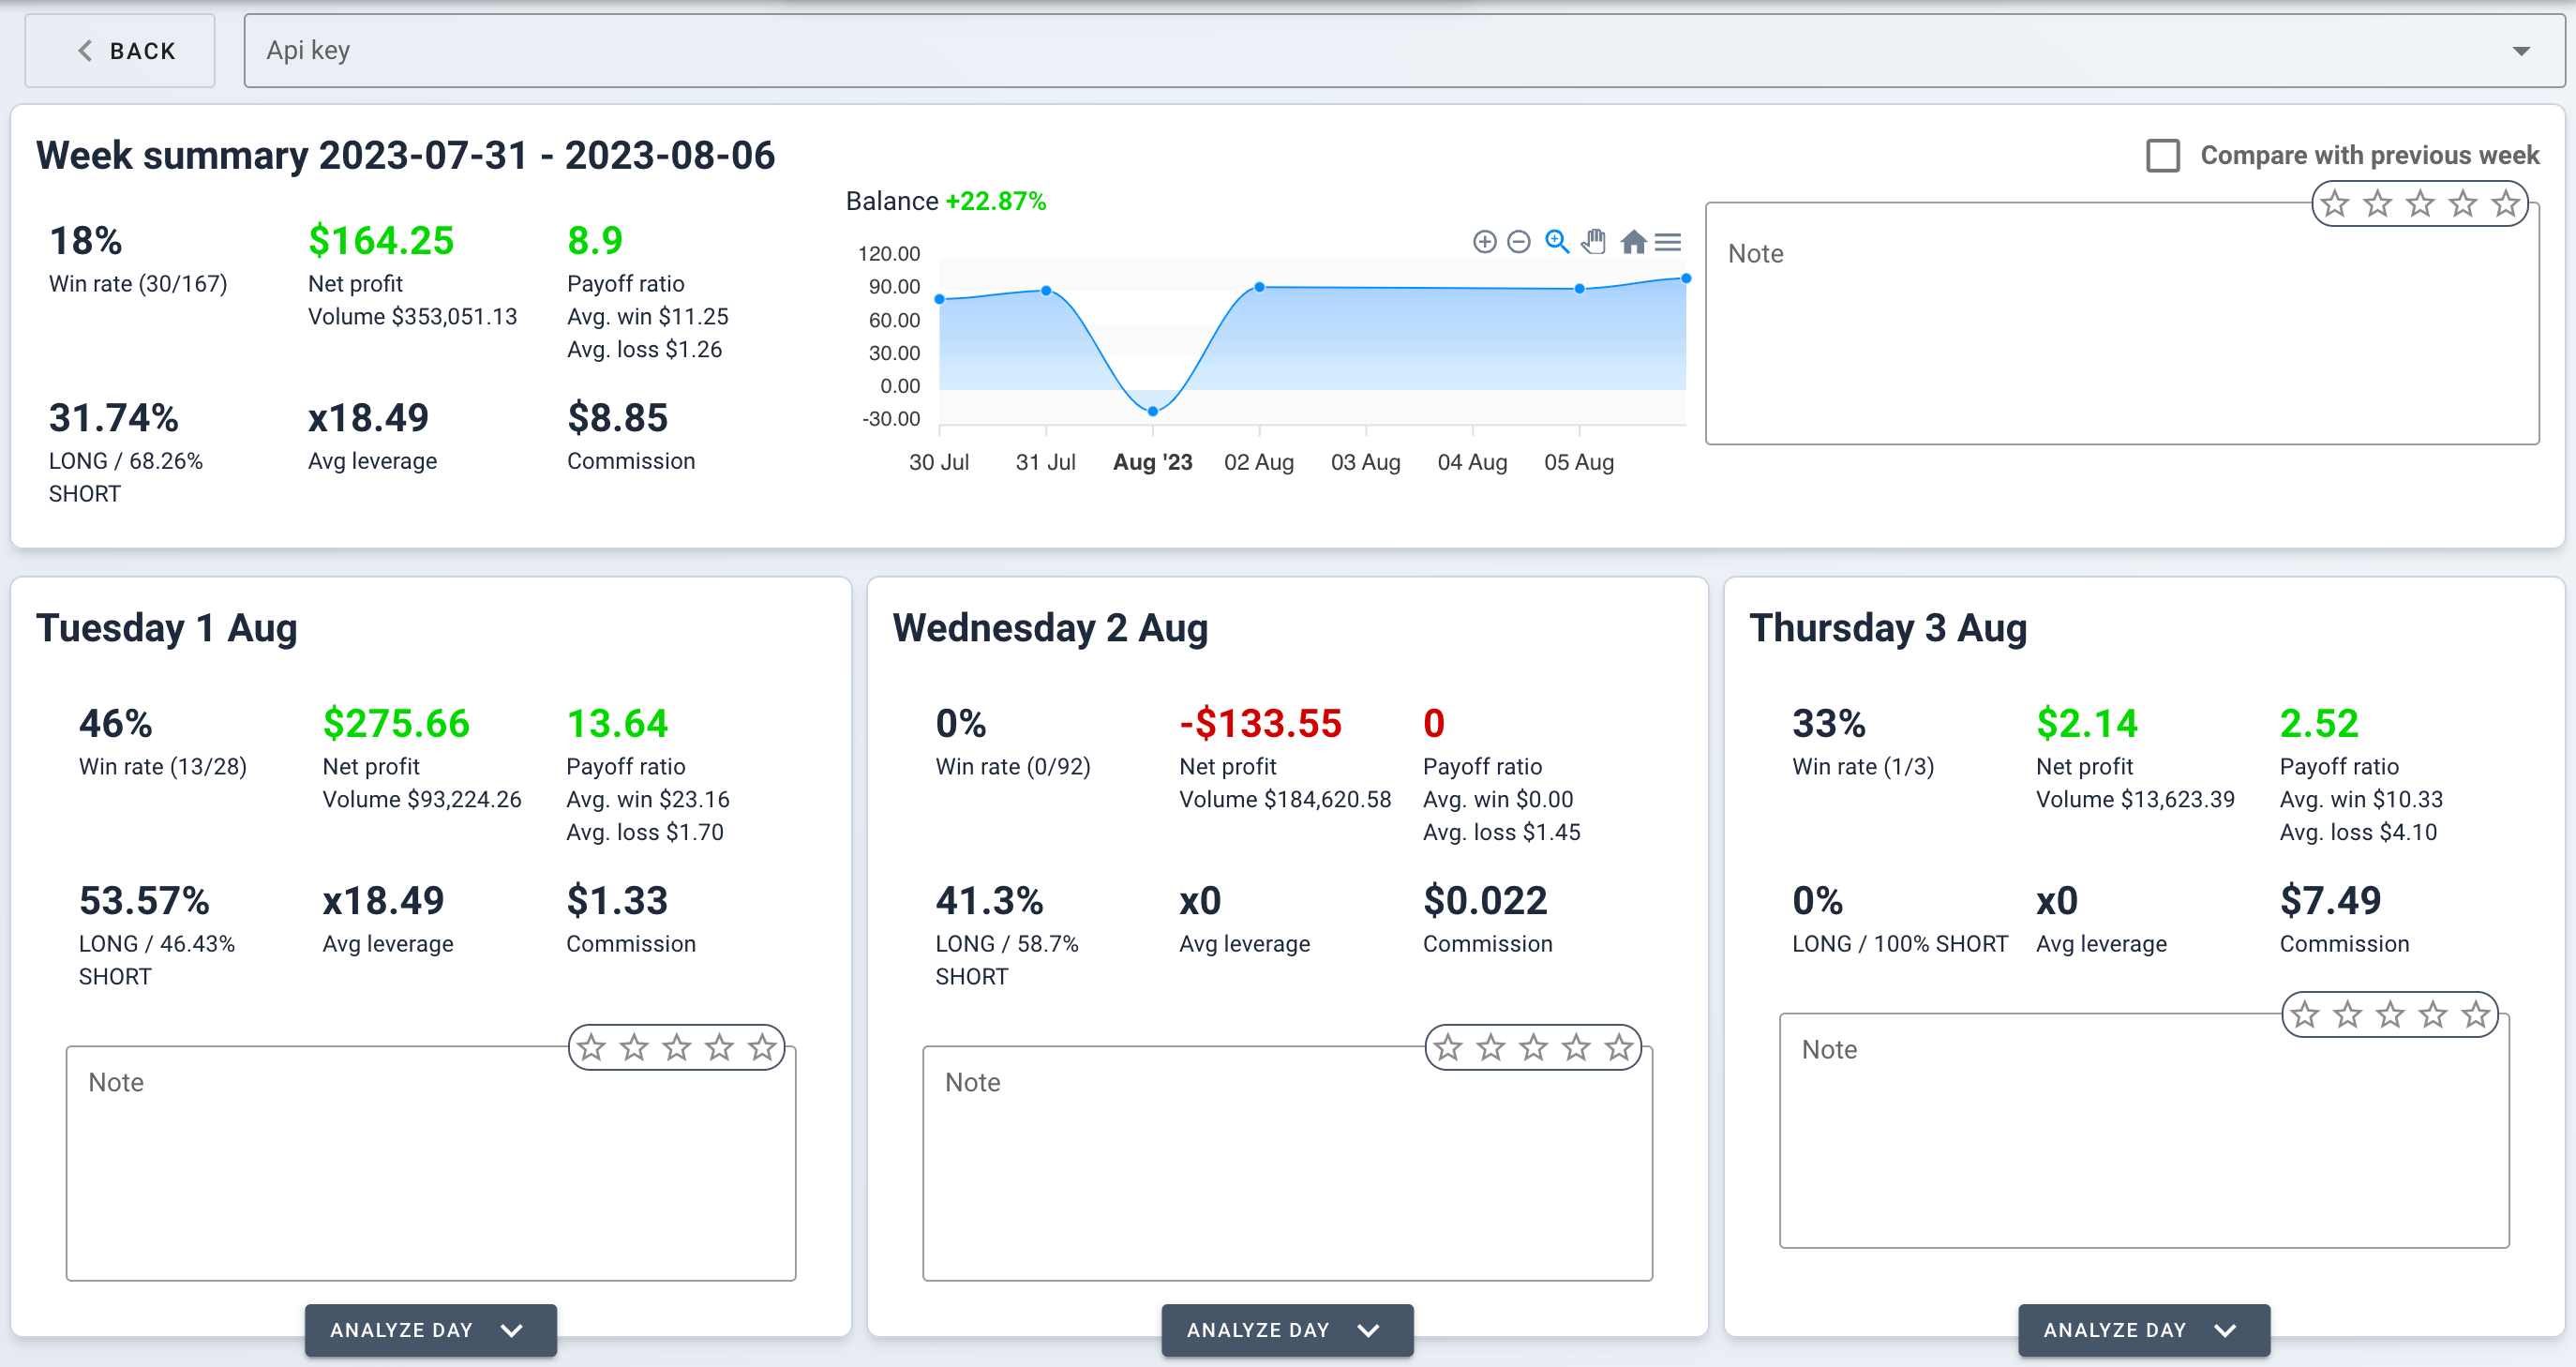 BACK
Api key
Week summary 2023-07-31 - 2023-08-06
Compare with previous week
18%
Win rate (30/167)
$164.25
Net profit
Volume $353,051.13
8.9
Payoff ratio
Avg. win $11.25
Avg. loss $1.26
31.74%
LONG / 68.26%
SHORT
x18.49
Avg leverage
$8.85
Commission
Balance +22.87%
120.00
90.00
60.00
30.00
0.00
-30.00
30 Jul
31 Jul
Aug '23
02 Aug
03 Aug
04 Aug
05 Aug
Note
Tuesday 1 Aug
46%
Win rate (13/28)
$275.66
Net profit
Volume $93,224.26
13.64
Payoff ratio
Avg. win $23.16
Avg. loss $1.70
53.57%
LONG / 46.43%
SHORT
x18.49
Avg leverage
$1.33
Commission
Note
ANALYZE DAY
Wednesday 2 Aug
0%
Win rate (0/92)
-$133.55
Net profit
Volume $184,620.58
0
Payoff ratio
Avg. win $0.00
Avg. loss $1.45
41.3%
LONG / 58.7%
SHORT
x0
Avg leverage
$0.022
Commission
Note
ANALYZE DAY
Thursday 3 Aug
33%
Win rate (1/3)
$2.14
Net profit
Volume $13,623.39
2.52
Payoff ratio
Avg. win $10.33
Avg. loss $4.10
0%
LONG / 100% SHORT
x0
Avg leverage
$7.49
Commission
Note
ANALYZE DAY